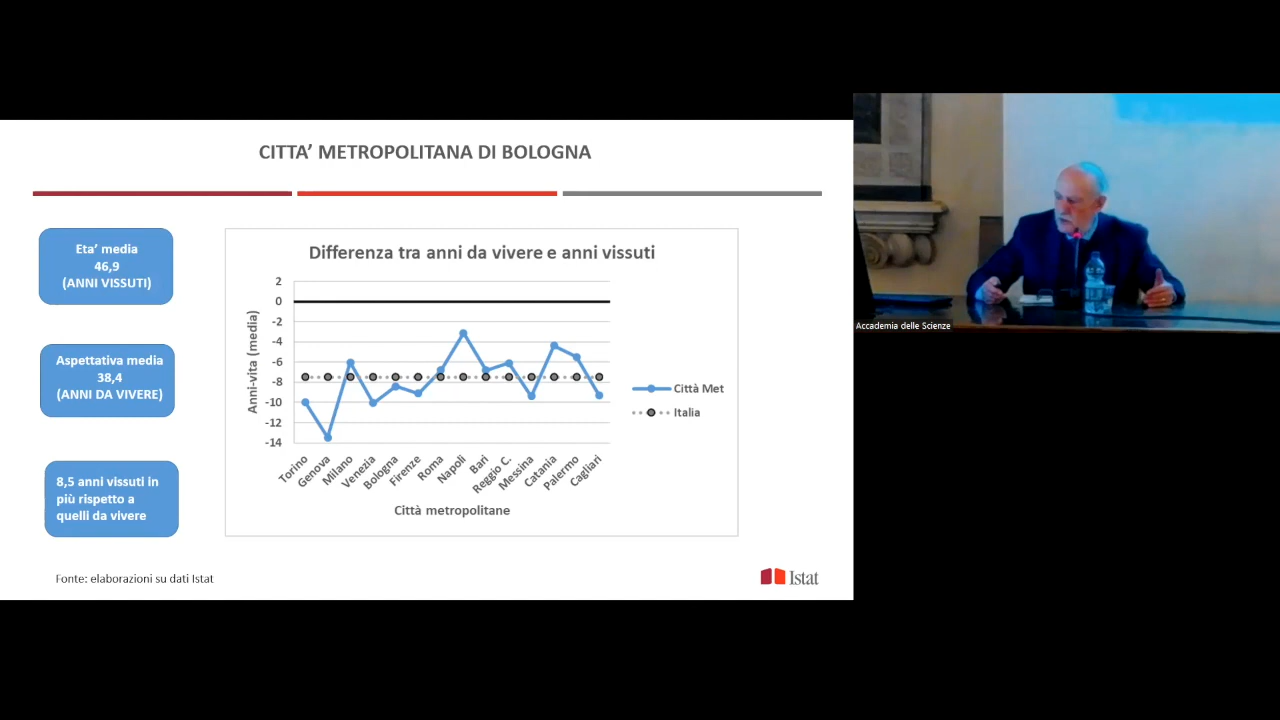 CITTA’ METROPOLITANA DI BOLOGNA
Eta’ media
46,9
(ANNI VISSUTI)
Aspettativa media
38,4
(ANNI DA VIVERE)
8,5 anni vissuti in
più rispetto a
quelli da vivere
Differenza tra anni da vivere e anni vissuti
2
0
-2
-4
-6
-8
-10
-12
-14
Anni-vita (media)
Torino
Genova
Milano
Venezia
Bologna
Firenze
Roma
Napoli
Bari
Reggio C.
Messina
Catania
Palermo
Cagliari
Città metropolitane
Città Met
Italia
Fonte: elaborazioni su dati Istat
Istat
Accademia delle Scienze